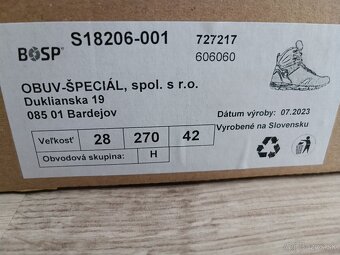 S18206-001
727217
BOSP
606060
OBUV-ŠPECIÁL, spol. s r.o.
Duklianska 19
085 01 Bardejov
Dátum výroby: 07.2023
Vyrobené na Slovensku
Veľkosť 28 270 42
Obvodová skupina: H